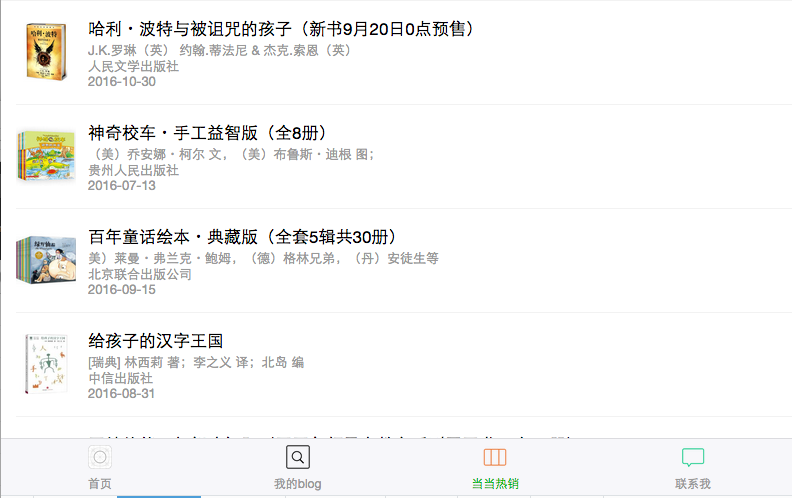 哈利·波特与被诅咒的孩子（新书9月20日0点预售）
J.K.罗琳（英） 约翰.蒂法尼 & 杰克.索恩（英）
人民文学出版社
2016-10-30
神奇校车·手工益智版（全8册）
（美）乔安娜·柯尔 文，（美）布鲁斯·迪根 图；
贵州人民出版社
2016-07-13
百年童话绘本·典藏版（全套5辑共30册）
美）莱曼·弗兰克·鲍姆，（德）格林兄弟，（丹）安徒生等
北京联合出版公司
2016-09-15
给孩子的汉字王国
[瑞典] 林西莉 著；李之义 译；北岛 编
中信出版社
2016-08-31
首页
我的blog
当当热销
联系我